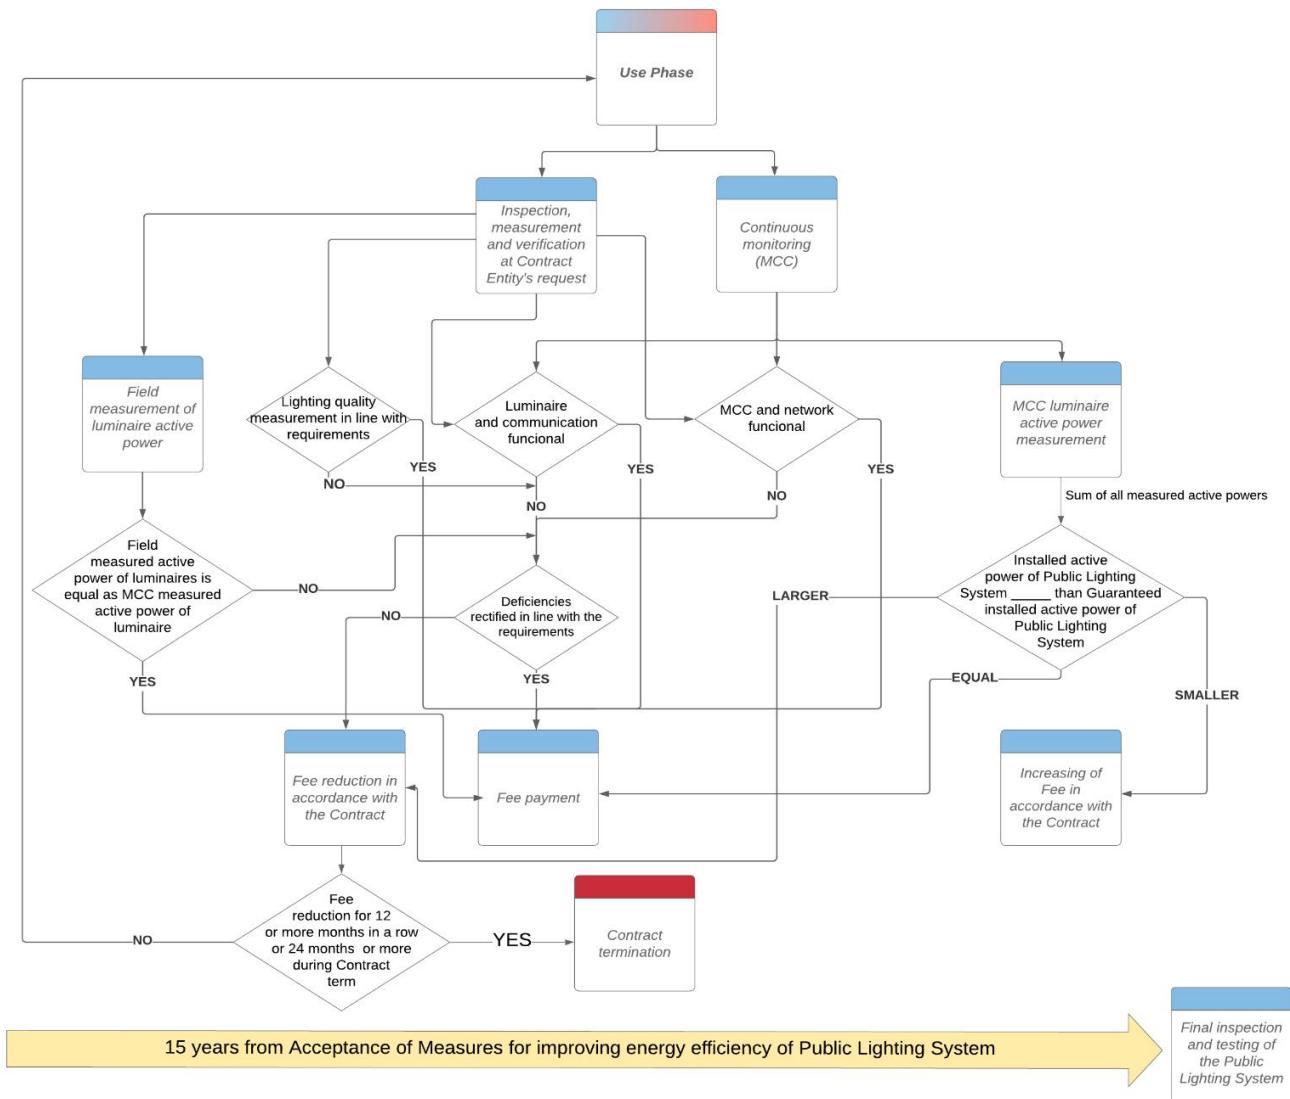 Use Phase
Inspection,
measurement
and verification
at Contract
Entity's request
Continuous
monitoring
(MCC)
Field
measurement of
luminaire active
power
Lighting quality
measurement in line with
requirements
Luminaire
and communication
funcional
MCC and network
funcional
MCC luminaire
active power
measurement
YES
YES
YES
NO
NO
NO
Sum of all measured active powers
Field
measured active
power of luminaires is
equal as MCC measured
active power of
luminaire
NO
Deficiencies
rectified in line with the
requirements
NO
LARGER
Installed active
power of Public Lighting
System _____ than Guaranteed
installed active power of
Public Lighting
System
YES
YES
EQUAL
SMALLER
Fee reduction in
accordance with
the Contract
Fee payment
Increasing of
Fee in
accordance with
the Contract
Fee
reduction for 12
or more months in a row
or 24 months or more
during Contract
term
NO
YES
Contract
termination
15 years from Acceptance of Measures for improving energy efficiency of Public Lighting System
Final inspection
and testing of
the Public
Lighting System